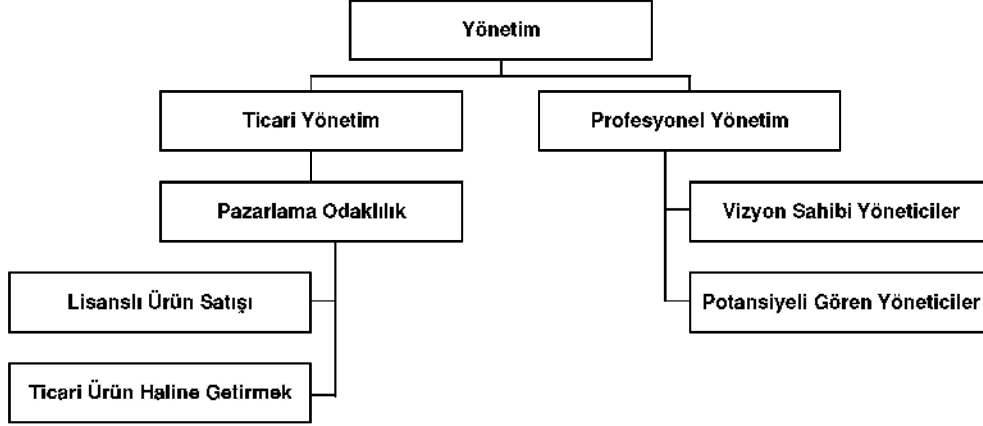 Yönetim
Ticari Yönetim
Profesyonel Yönetim
Pazarlama Odaklılık
Vizyon Sahibi Yöneticiler
Lisanslı Ürün Satışı
Potansiyeli Gören Yöneticiler
Ticari Ürün Haline Getirmek